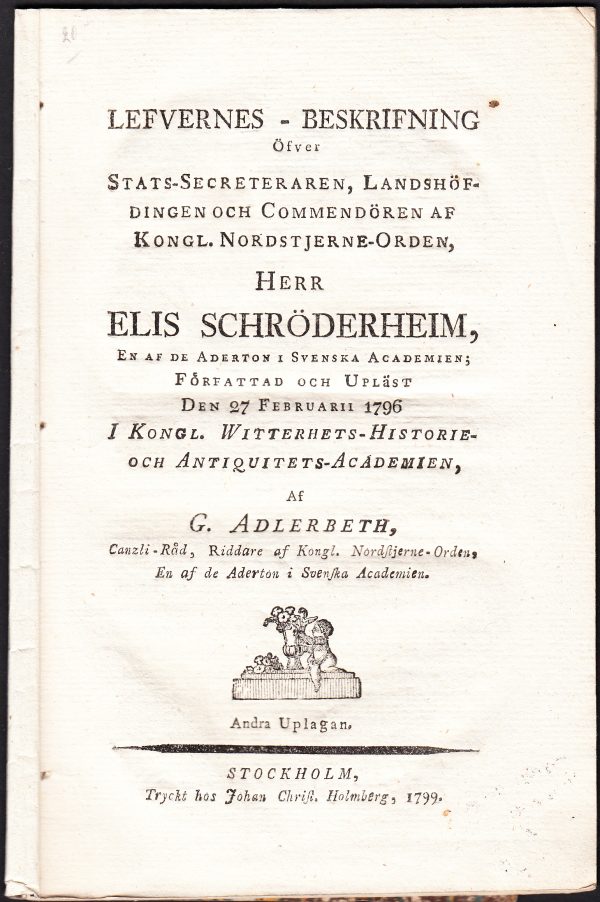 20
LEFVERNES - BESKRIFNING
Öfver
STATS-SECRETERAREN, LANDSHÖF-
DINGEN OCH COMMENDÖREN AF
KONGL. NORDSTJERNE-ORDEN,
HERR
ELIS SCHRÖDERHEIM,
EN AF DE ADERTON I SVENSKA ACADEMIEN;
FÖRFATTAD OCH UPLÄST
DEN 27 FEBRUARII 1796
I KONGL. WITTERHETS-HISTORIE-
OCH ANTIQUITETS-ACADEMIEN,
AF
G. ADLERBETH,
Canzli-Råd, Riddare af Kongl. Nordſtjerne-Orden,
En af de Aderton i Svenſka Academien.
Andra Uplagan.
STOCKHOLM,
Tryckt hos Johan Chriſt. Holmberg, 1799.